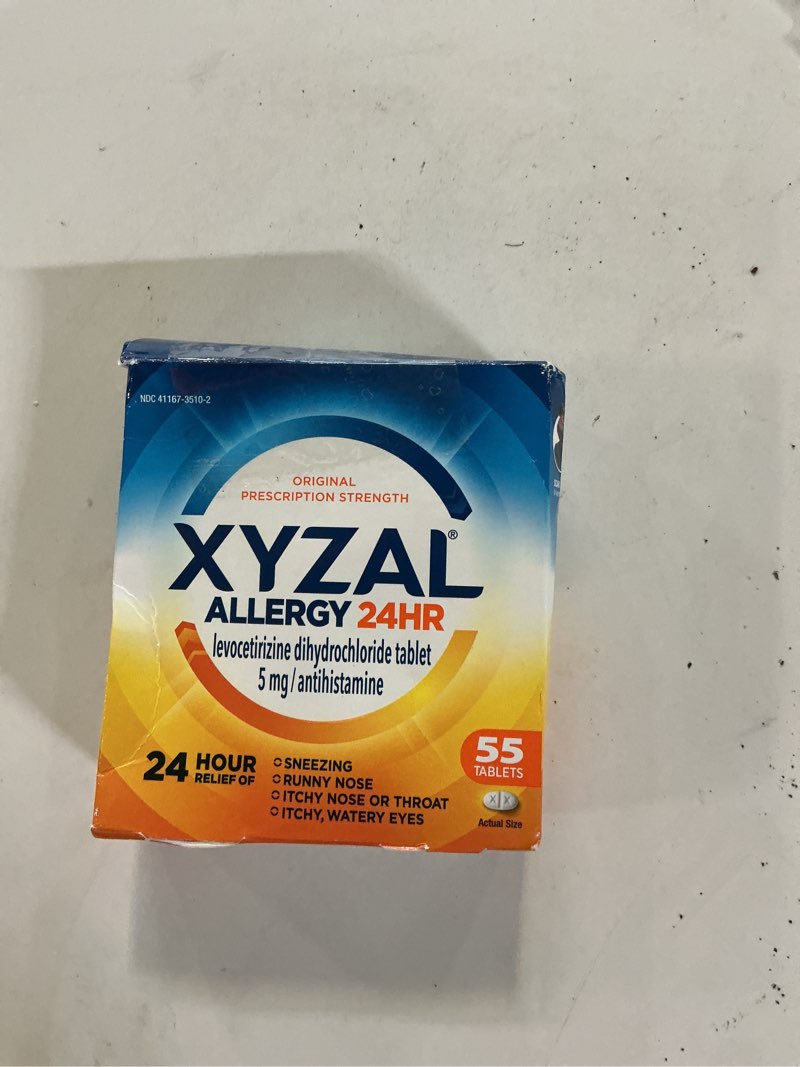 NDC 41167-3510-2
ORIGINAL
PRESCRIPTION STRENGTH
XYZAL®
ALLERGY 24HR
levocetirizine dihydrochloride tablet
5 mg/antihistamine
24 HOUR
RELIEF OF
SNEEZING
RUNNY NOSE
ITCHY NOSE OR THROAT
ITCHY, WATERY EYES
55
TABLETS
X X
Actual Size